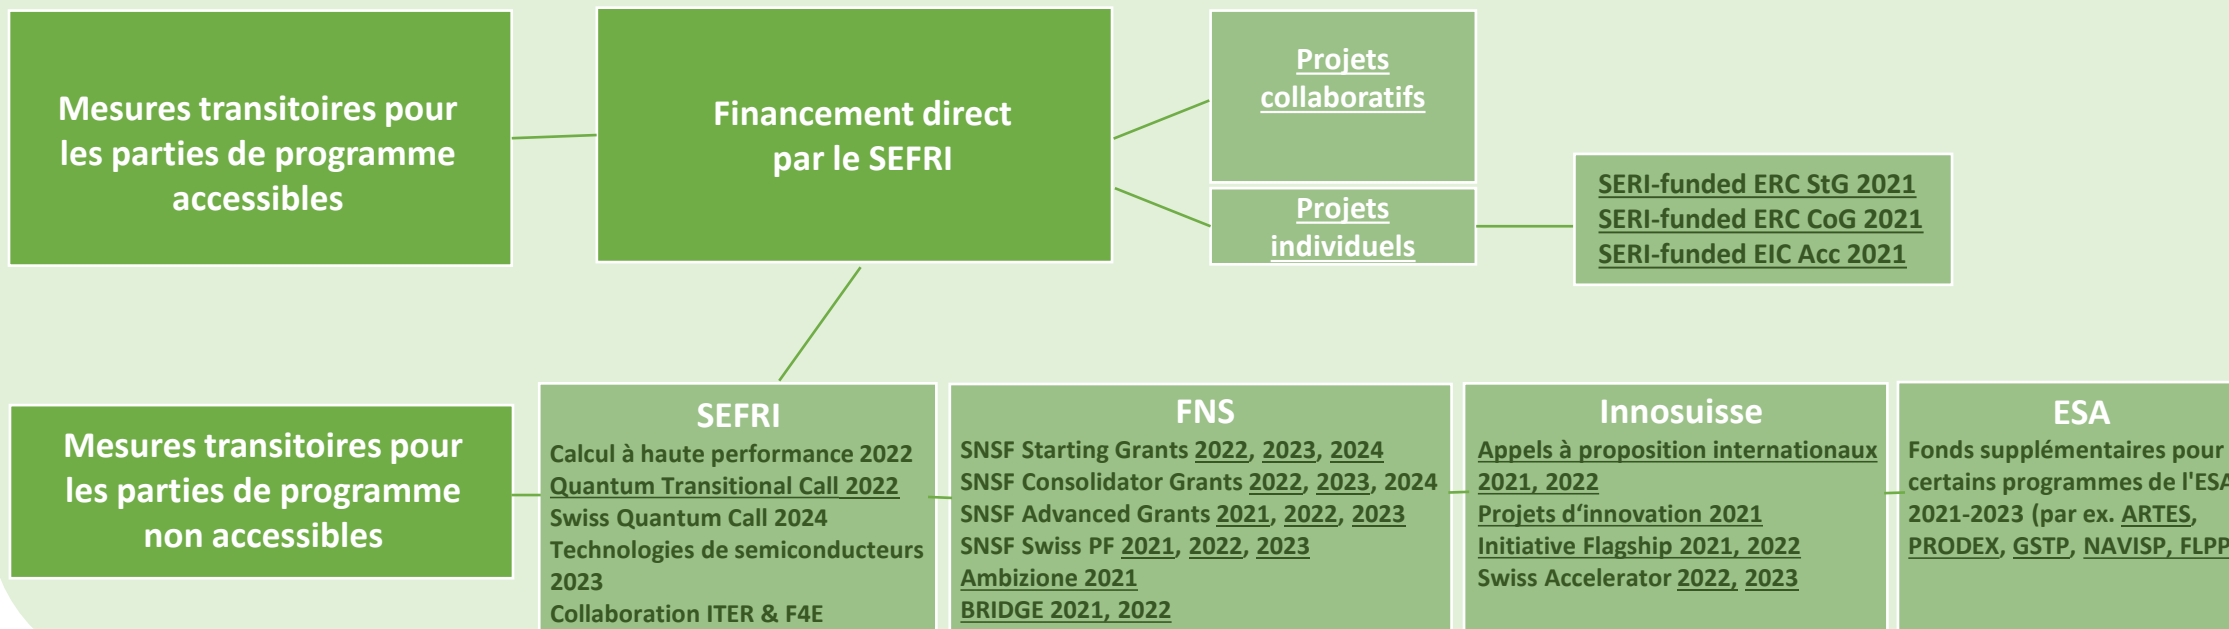 Mesures transitoires pour
les parties de programme
accessibles
Financement direct
par le SEFRI
Projets
collaboratifs
Projets
individuels
SERI-funded ERC StG 2021
SERI-funded ERC CoG 2021
SERI-funded EIC Acc 2021
Mesures transitoires pour
les parties de programme
non accessibles
SEFRI
Calcul à haute performance 2022
Quantum Transitional Call 2022
Swiss Quantum Call 2024
Technologies de semiconducteurs
2023
Collaboration ITER & F4E
FNS
SNSF Starting Grants 2022, 2023, 2024
SNSF Consolidator Grants 2022, 2023, 2024
SNSF Advanced Grants 2021, 2022, 2023
SNSF Swiss PF 2021, 2022, 2023
Ambizione 2021
BRIDGE 2021, 2022
Innosuisse
Appels à proposition internationaux
2021, 2022
Projets d‘innovation 2021
Initiative Flagship 2021, 2022
Swiss Accelerator 2022, 2023
ESA
Fonds supplémentaires pour
certains programmes de l'ESA
2021-2023 (par ex. ARTES,
PRODEX, GSTP, NAVISP, FLPP